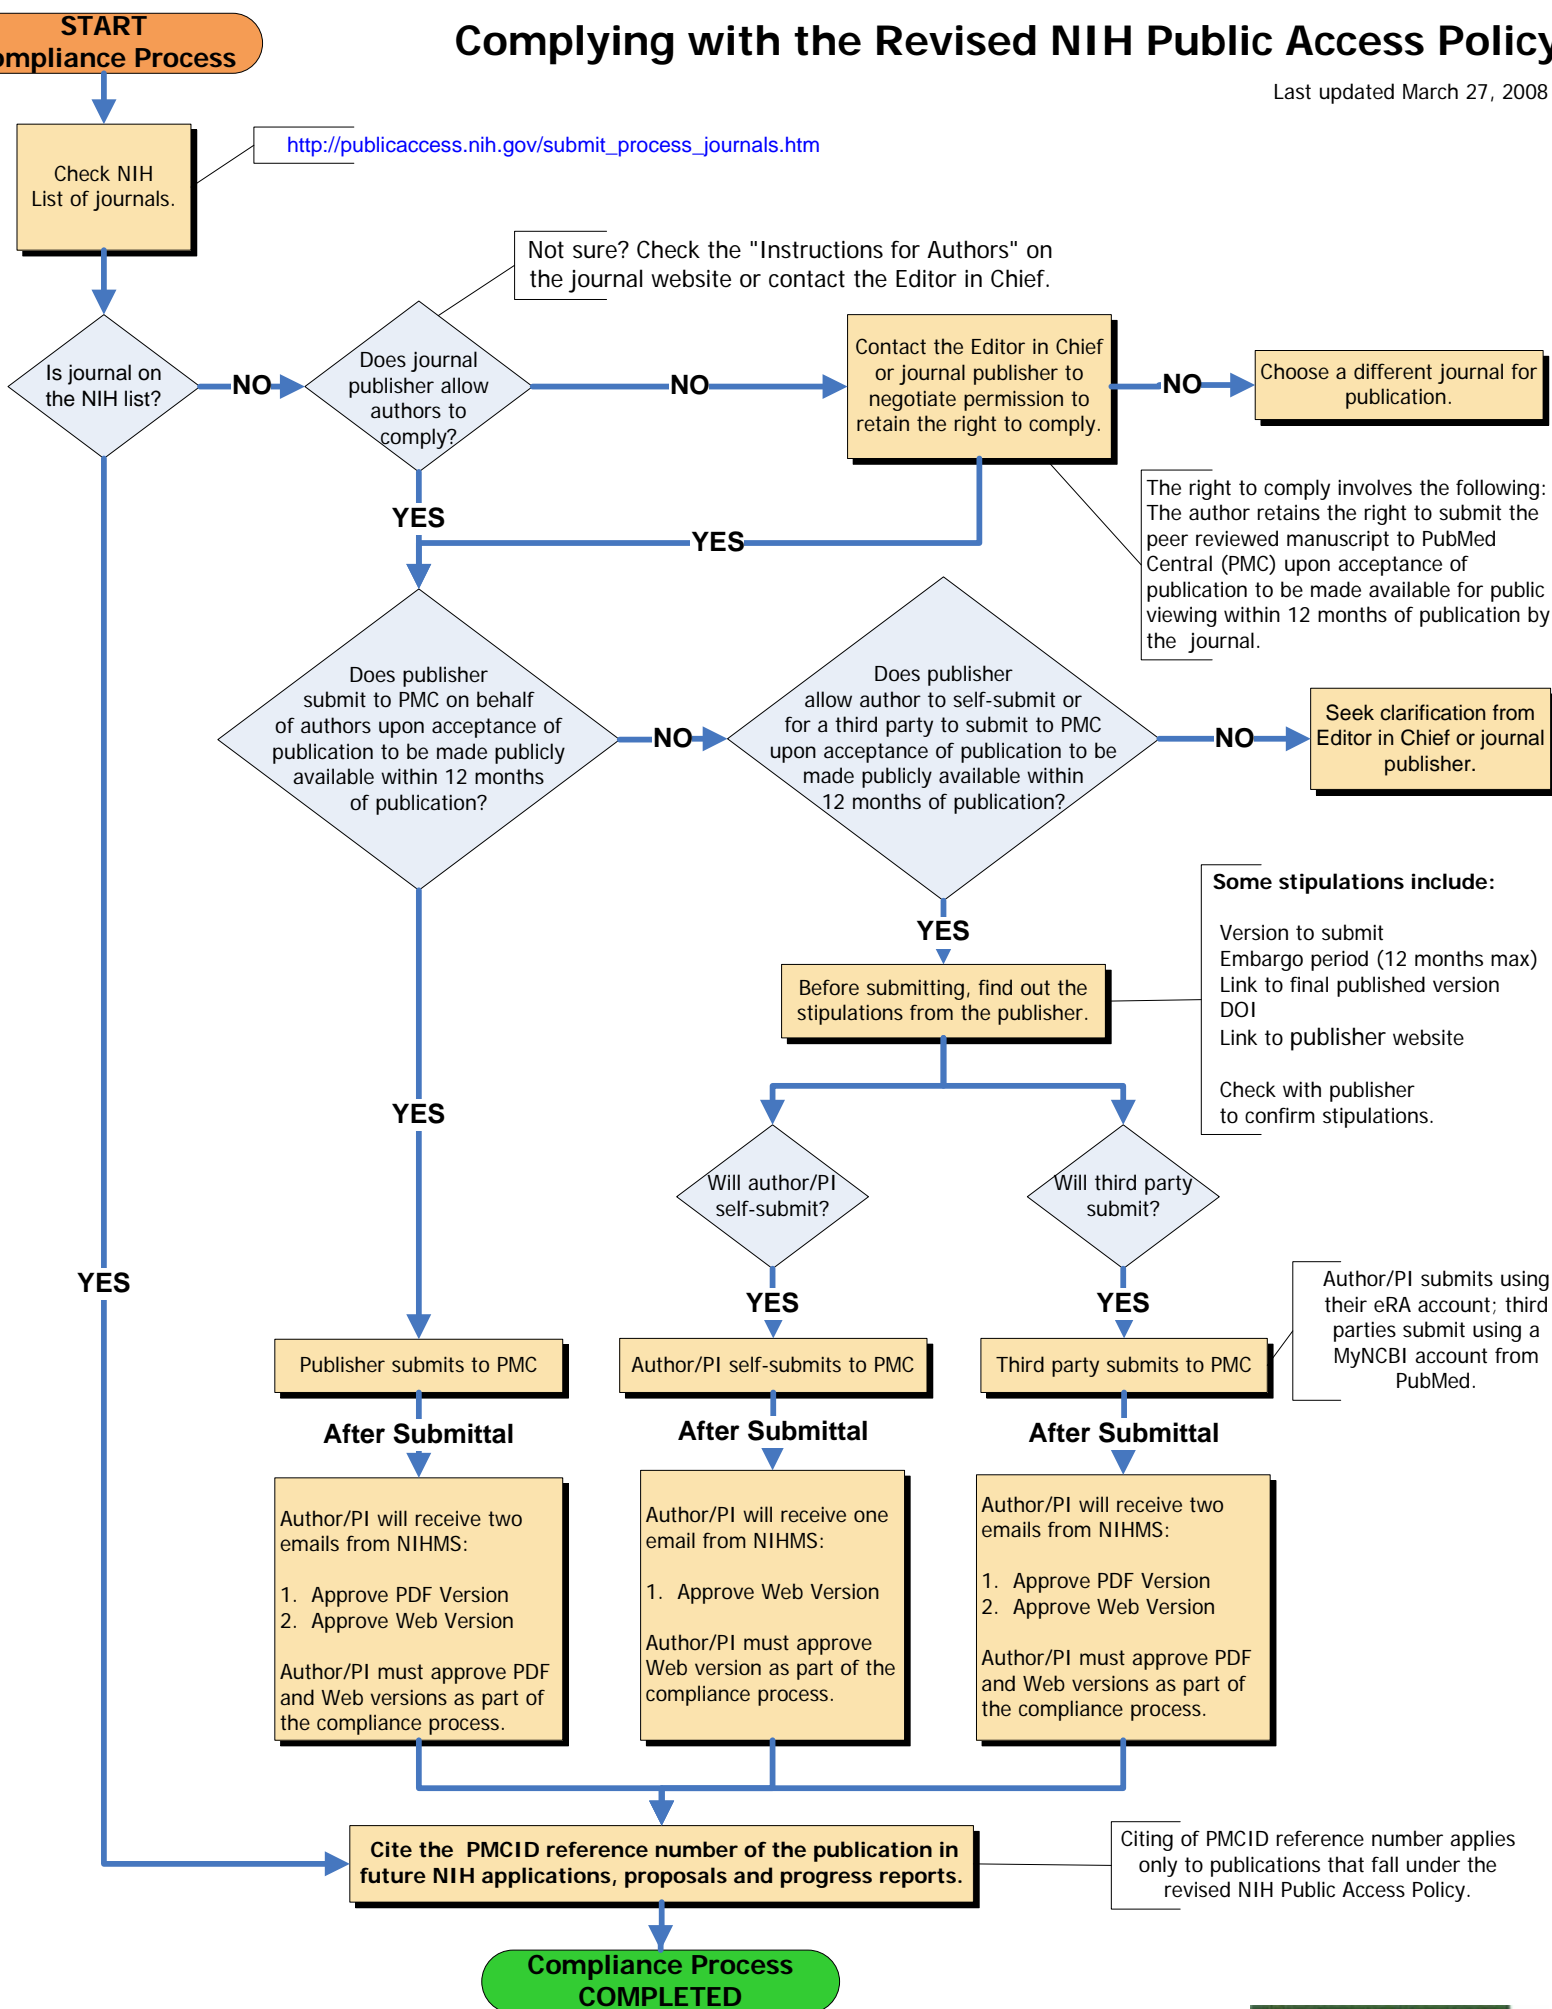 START
Compliance Process
Complying with the Revised NIH Public Access Policy
Last updated March 27, 2008
Check NIH
List of journals.
http://publicaccess.nih.gov/submit_process_journals.htm
Not sure? Check the "Instructions for Authors" on
the journal website or contact the Editor in Chief.
Is journal on
the NIH list?
NO
Does journal
publisher allow
authors to
comply?
NO
Contact the Editor in Chief
or journal publisher to
negotiate permission to
retain the right to comply.
NO
Choose a different journal for
publication.
The right to comply involves the following:
The author retains the right to submit the
peer reviewed manuscript to PubMed
Central (PMC) upon acceptance of
publication to be made available for public
viewing within 12 months of publication by
the journal.
YES
YES
Does publisher
submit to PMC on behalf
of authors upon acceptance of
publication to be made publicly
available within 12 months
of publication?
NO
Does publisher
allow author to self-submit or
for a third party to submit to PMC
upon acceptance of publication to be
made publicly available within
12 months of publication?
NO
Seek clarification from
Editor in Chief or journal
publisher.
YES
Some stipulations include:
Version to submit
Embargo period (12 months max)
Link to final published version
DOI
Link to publisher website
Check with publisher
to confirm stipulations.
Before submitting, find out the
stipulations from the publisher.
YES
Will author/PI
self-submit?
Will third party
submit?
YES
YES
YES
Author/PI submits using
their eRA account; third
parties submit using a
MyNCBI account from
PubMed.
Publisher submits to PMC
Author/PI self-submits to PMC
Third party submits to PMC
After Submittal
After Submittal
After Submittal
Author/PI will receive two
emails from NIHMS:
1. Approve PDF Version
2. Approve Web Version
Author/PI must approve PDF
and Web versions as part of
the compliance process.
Author/PI will receive one
email from NIHMS:
1. Approve Web Version
Author/PI must approve
Web version as part of the
compliance process.
Author/PI will receive two
emails from NIHMS:
1. Approve PDF Version
2. Approve Web Version
Author/PI must approve PDF
and Web versions as part of
the compliance process.
Cite the PMCID reference number of the publication in
future NIH applications, proposals and progress reports.
Citing of PMCID reference number applies
only to publications that fall under the
revised NIH Public Access Policy.
Compliance Process
COMPLETED